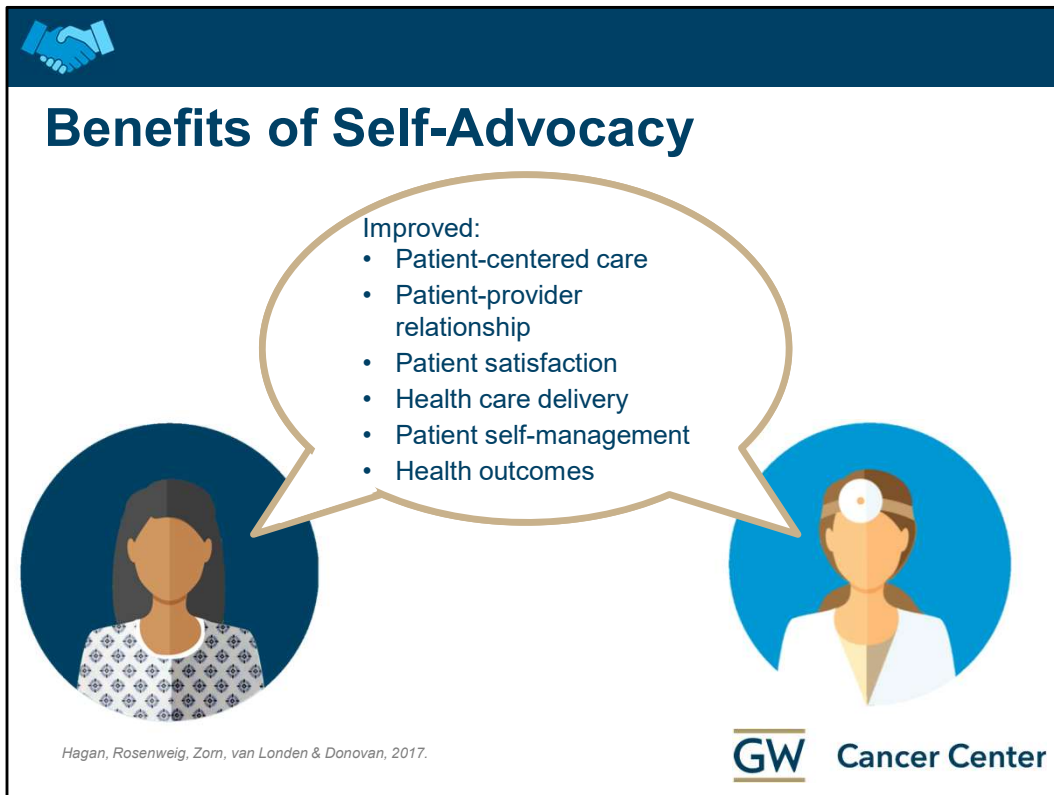 Benefits of Self-Advocacy
Improved:
• Patient-centered care
• Patient-provider
relationship
• Patient satisfaction
• Health care delivery
• Patient self-management
• Health outcomes
Hagan, Rosenweig, Zorn, van Londen & Donovan, 2017.
GW Cancer Center